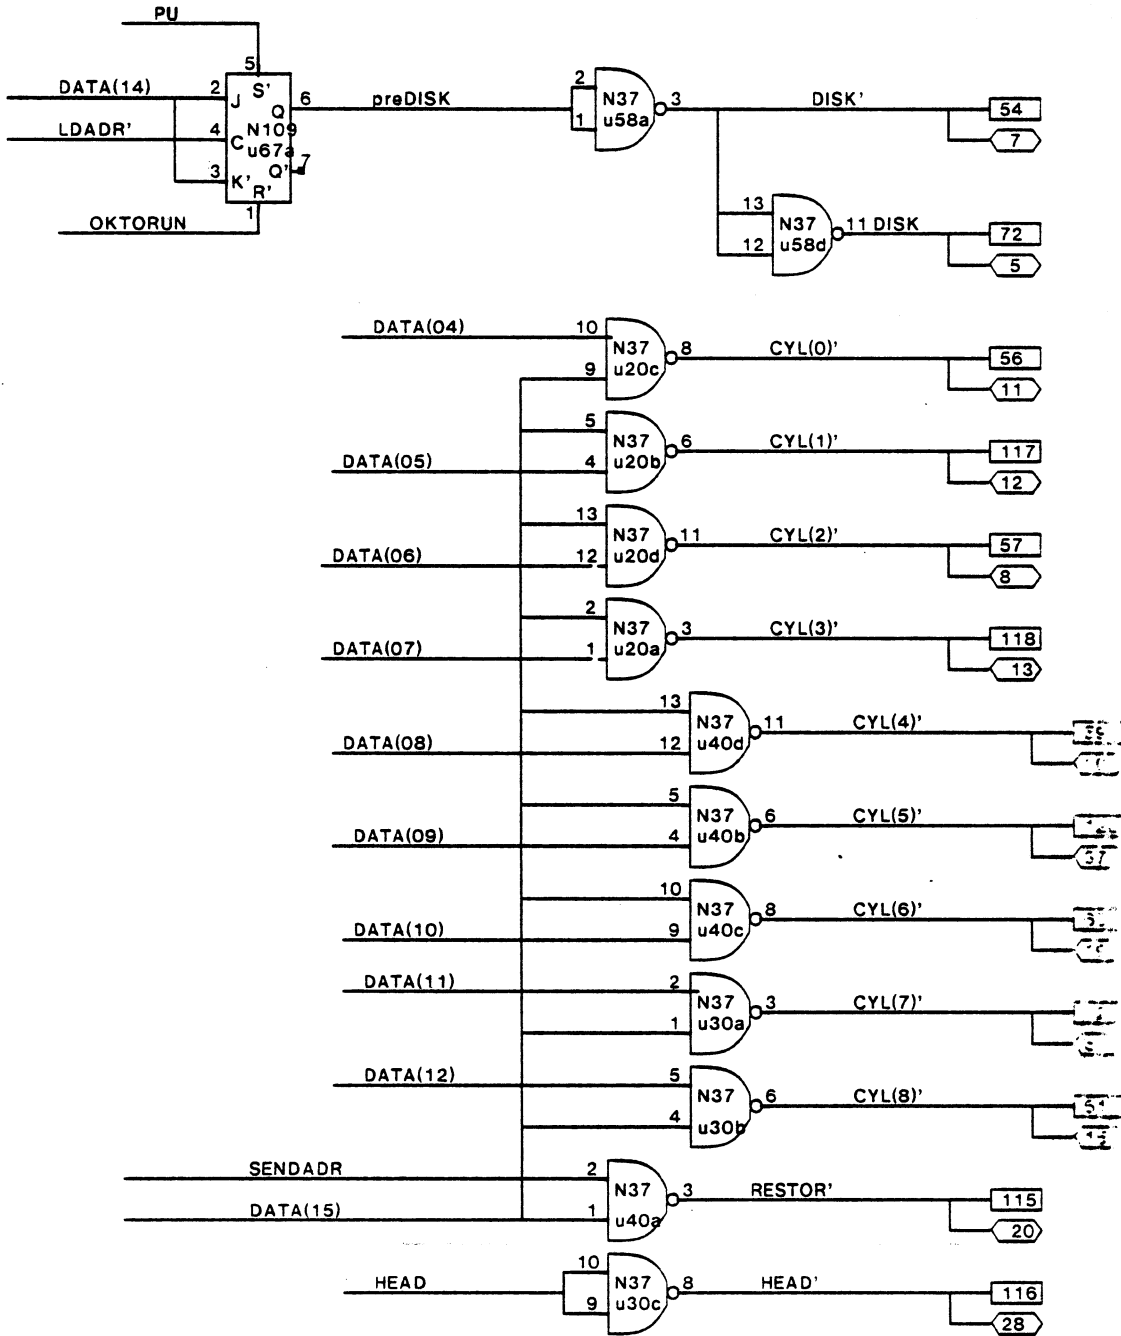 PU
5
DATA(14) 2 J S' Q 6 preDISK 2 1 N37 u58a 3 DISK' 54
LDADR' 4 C N109 u67a 7
3 K' Q' 7
R'
OKTORUN 1
13 12 N37 u58d 11 DISK 72
5
DATA(04) 10 N37 8 CYL(0)' 56
9 u20c 11
5 N37 6 CYL(1)' 117
DATA(05) 4 u20b 12
13 N37 11 CYL(2)' 57
DATA(06) 12 u20d 8
2 N37 3 CYL(3)' 118
DATA(07) 1 u20a 13
13 N37 11 CYL(4)'
DATA(08) 12 u40d
5 N37 6 CYL(5)'
DATA(09) 4 u40b 37
10 N37 8 CYL(6)'
DATA(10) 9 u40c
DATA(11) 2 N37 3 CYL(7)'
1 u30a
DATA(12) 5 N37 6 CYL(8)'
4 u30b
SENDADR 2 N37 3 RESTOR' 115
DATA(15) 1 u40a 20
HEAD 10 N37 8 HEAD' 116
9 u30c 28